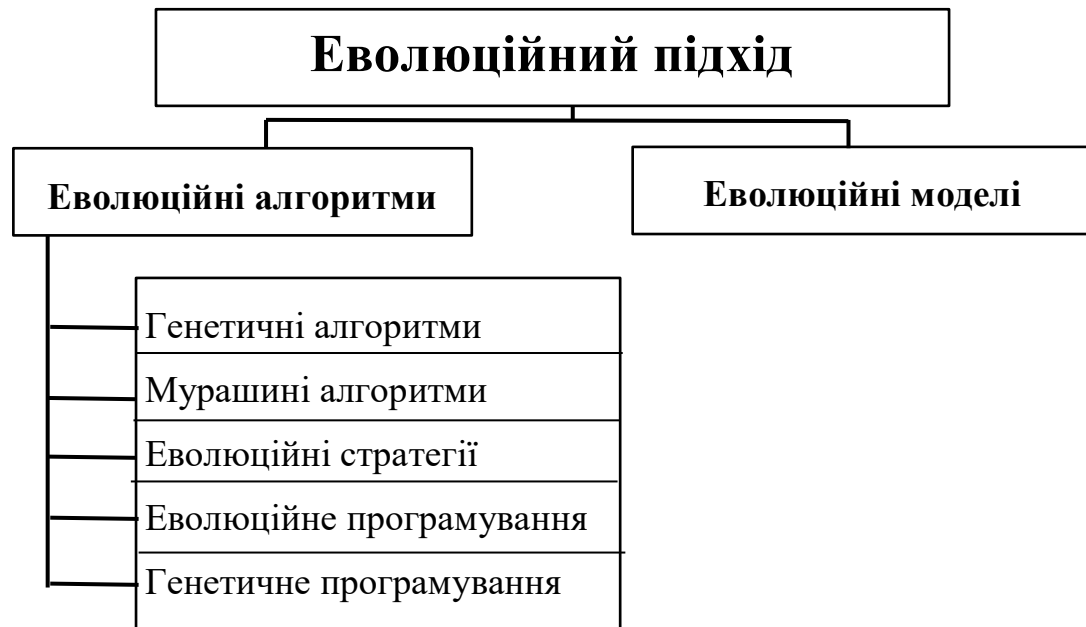 Еволюційний підхід
Еволюційні алгоритми
Еволюційні моделі
Генетичні алгоритми
Мурашині алгоритми
Еволюційні стратегії
Еволюційне програмування
Генетичне програмування